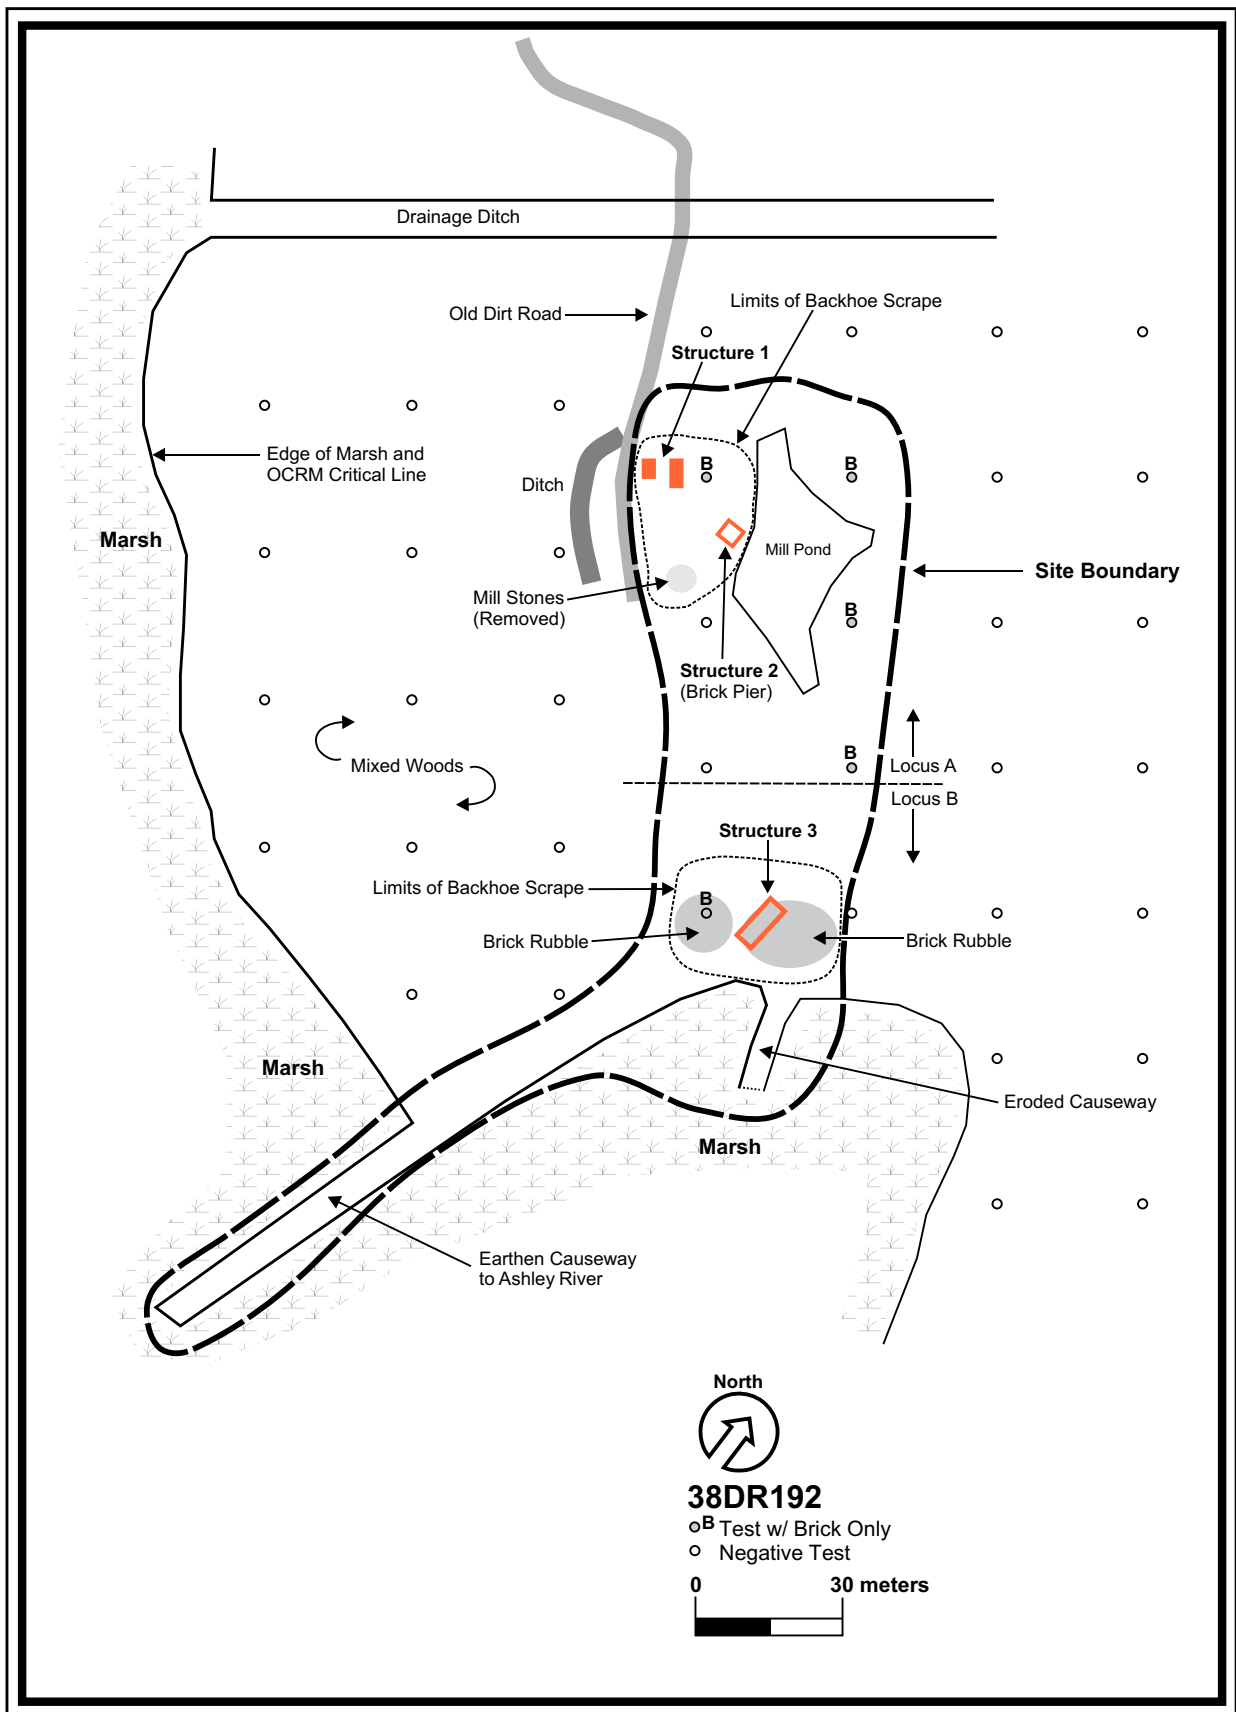 Drainage Ditch
Limits of Backhoe Scrape
Old Dirt Road
Structure 1
Edge of Marsh and
OCRM Critical Line
B
B
Ditch
Marsh
Mill Pond
Site Boundary
Mill Stones
(Removed)
B
Structure 2
(Brick Pier)
B
Mixed Woods
Locus A
Locus B
Structure 3
Limits of Backhoe Scrape
B
Brick Rubble
Brick Rubble
Marsh
Eroded Causeway
Marsh
Earthen Causeway
to Ashley River
North
38DR192
B Test w/ Brick Only
Negative Test
0 30 meters